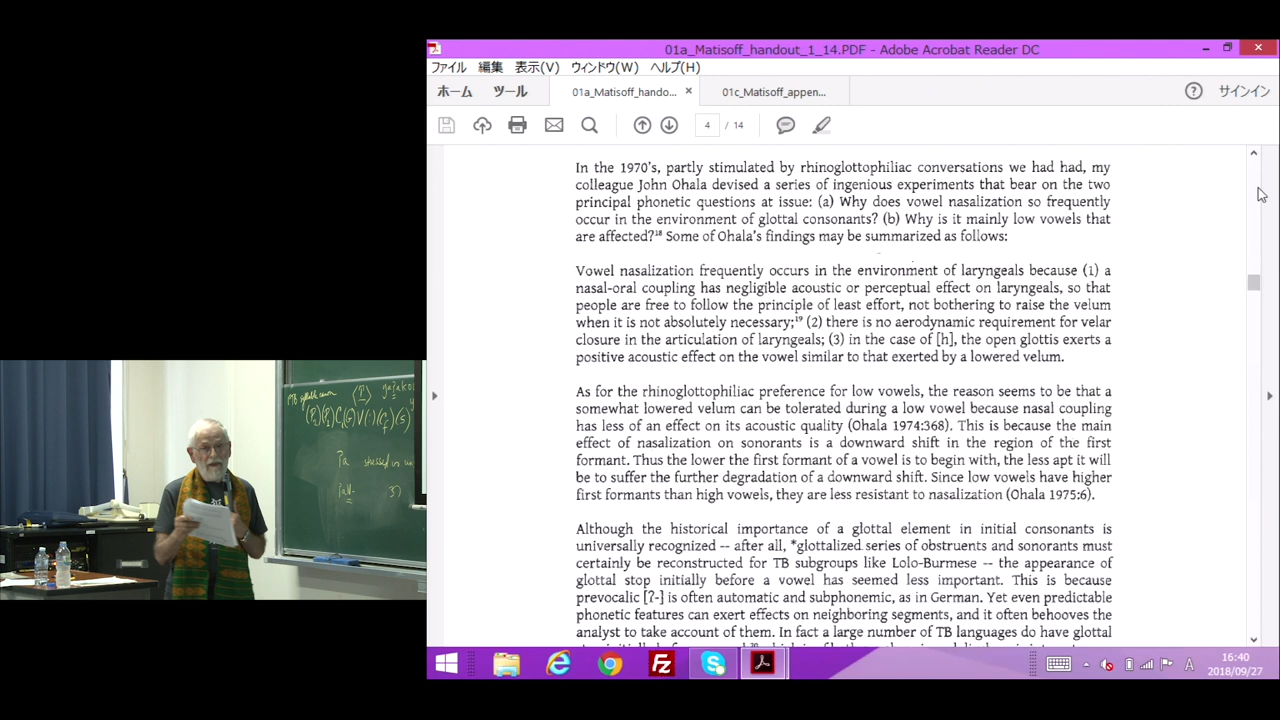 01a_Matisoff_handout_1_14.PDF - Adobe Acrobat Reader DC
ファイル 編集 表示(V) ウィンドウ(W) ヘルプ(H)
ホーム ツール 01a_Matisoff_hando... × 01c_Matisoff_appen... サインイン
4 / 14
In the 1970's, partly stimulated by rhinoglottophiliac conversations we had had, my
colleague John Ohala devised a series of ingenious experiments that bear on the two
principal phonetic questions at issue: (a) Why does vowel nasalization so frequently
occur in the environment of glottal consonants? (b) Why is it mainly low vowels that
are affected?¹⁸ Some of Ohala's findings may be summarized as follows:
Vowel nasalization frequently occurs in the environment of laryngeals because (1) a
nasal-oral coupling has negligible acoustic or perceptual effect on laryngeals, so that
people are free to follow the principle of least effort, not bothering to raise the velum
when it is not absolutely necessary;¹⁹ (2) there is no aerodynamic requirement for velar
closure in the articulation of laryngeals; (3) in the case of [h], the open glottis exerts a
positive acoustic effect on the vowel similar to that exerted by a lowered velum.
As for the rhinoglottophiliac preference for low vowels, the reason seems to be that a
somewhat lowered velum can be tolerated during a low vowel because nasal coupling
has less of an effect on its acoustic quality (Ohala 1974:368). This is because the main
effect of nasalization on sonorants is a downward shift in the region of the first
formant. Thus the lower the first formant of a vowel is to begin with, the less apt it will
be to suffer the further degradation of a downward shift. Since low vowels have higher
first formants than high vowels, they are less resistant to nasalization (Ohala 1975:6).
Although the historical importance of a glottal element in initial consonants is
universally recognized -- after all, *glottalized series of obstruents and sonorants must
certainly be reconstructed for TB subgroups like Lolo-Burmese -- the appearance of
glottal stop initially before a vowel has seemed less important. This is because
prevocalic [ʔ-] is often automatic and subphonemic, as in German. Yet even predictable
phonetic features can exert effects on neighboring segments, and it often behooves the
analyst to take account of them. In fact a large number of TB languages do have glottal
PTB syllable canon
16:40
2018/09/27